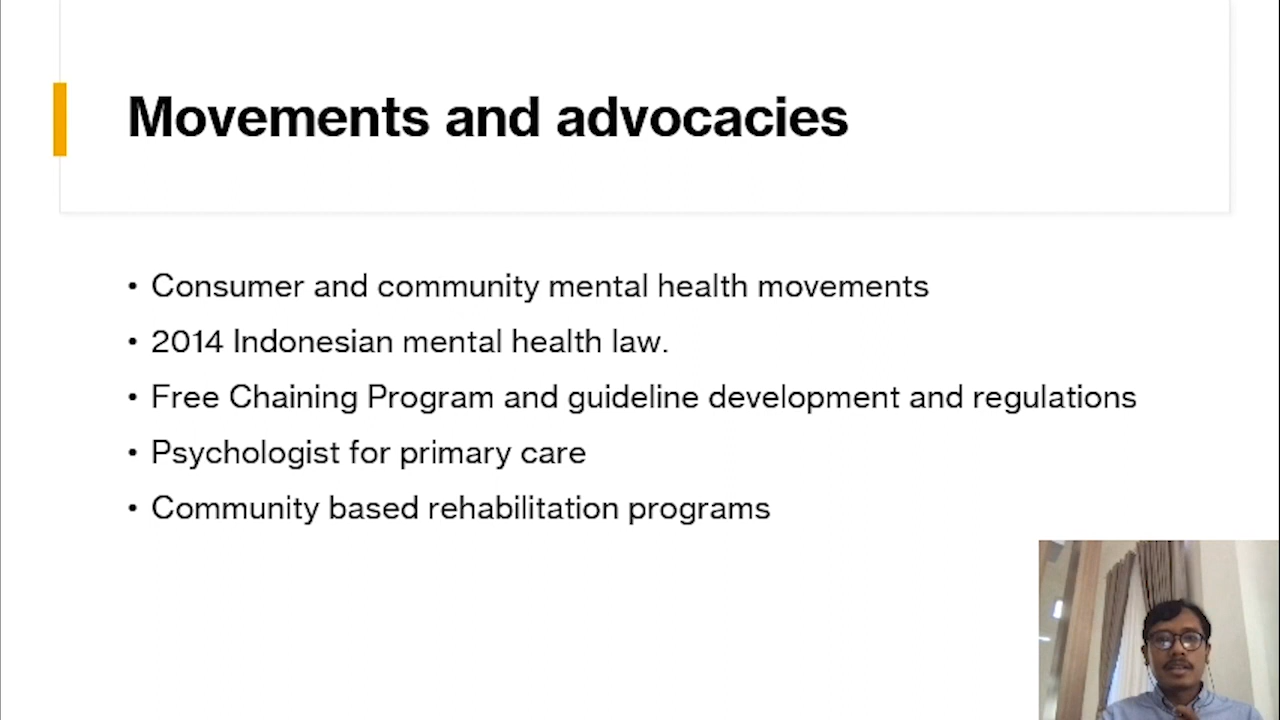 Movements and advocacies
• Consumer and community mental health movements
• 2014 Indonesian mental health law.
• Free Chaining Program and guideline development and regulations
• Psychologist for primary care
• Community based rehabilitation programs